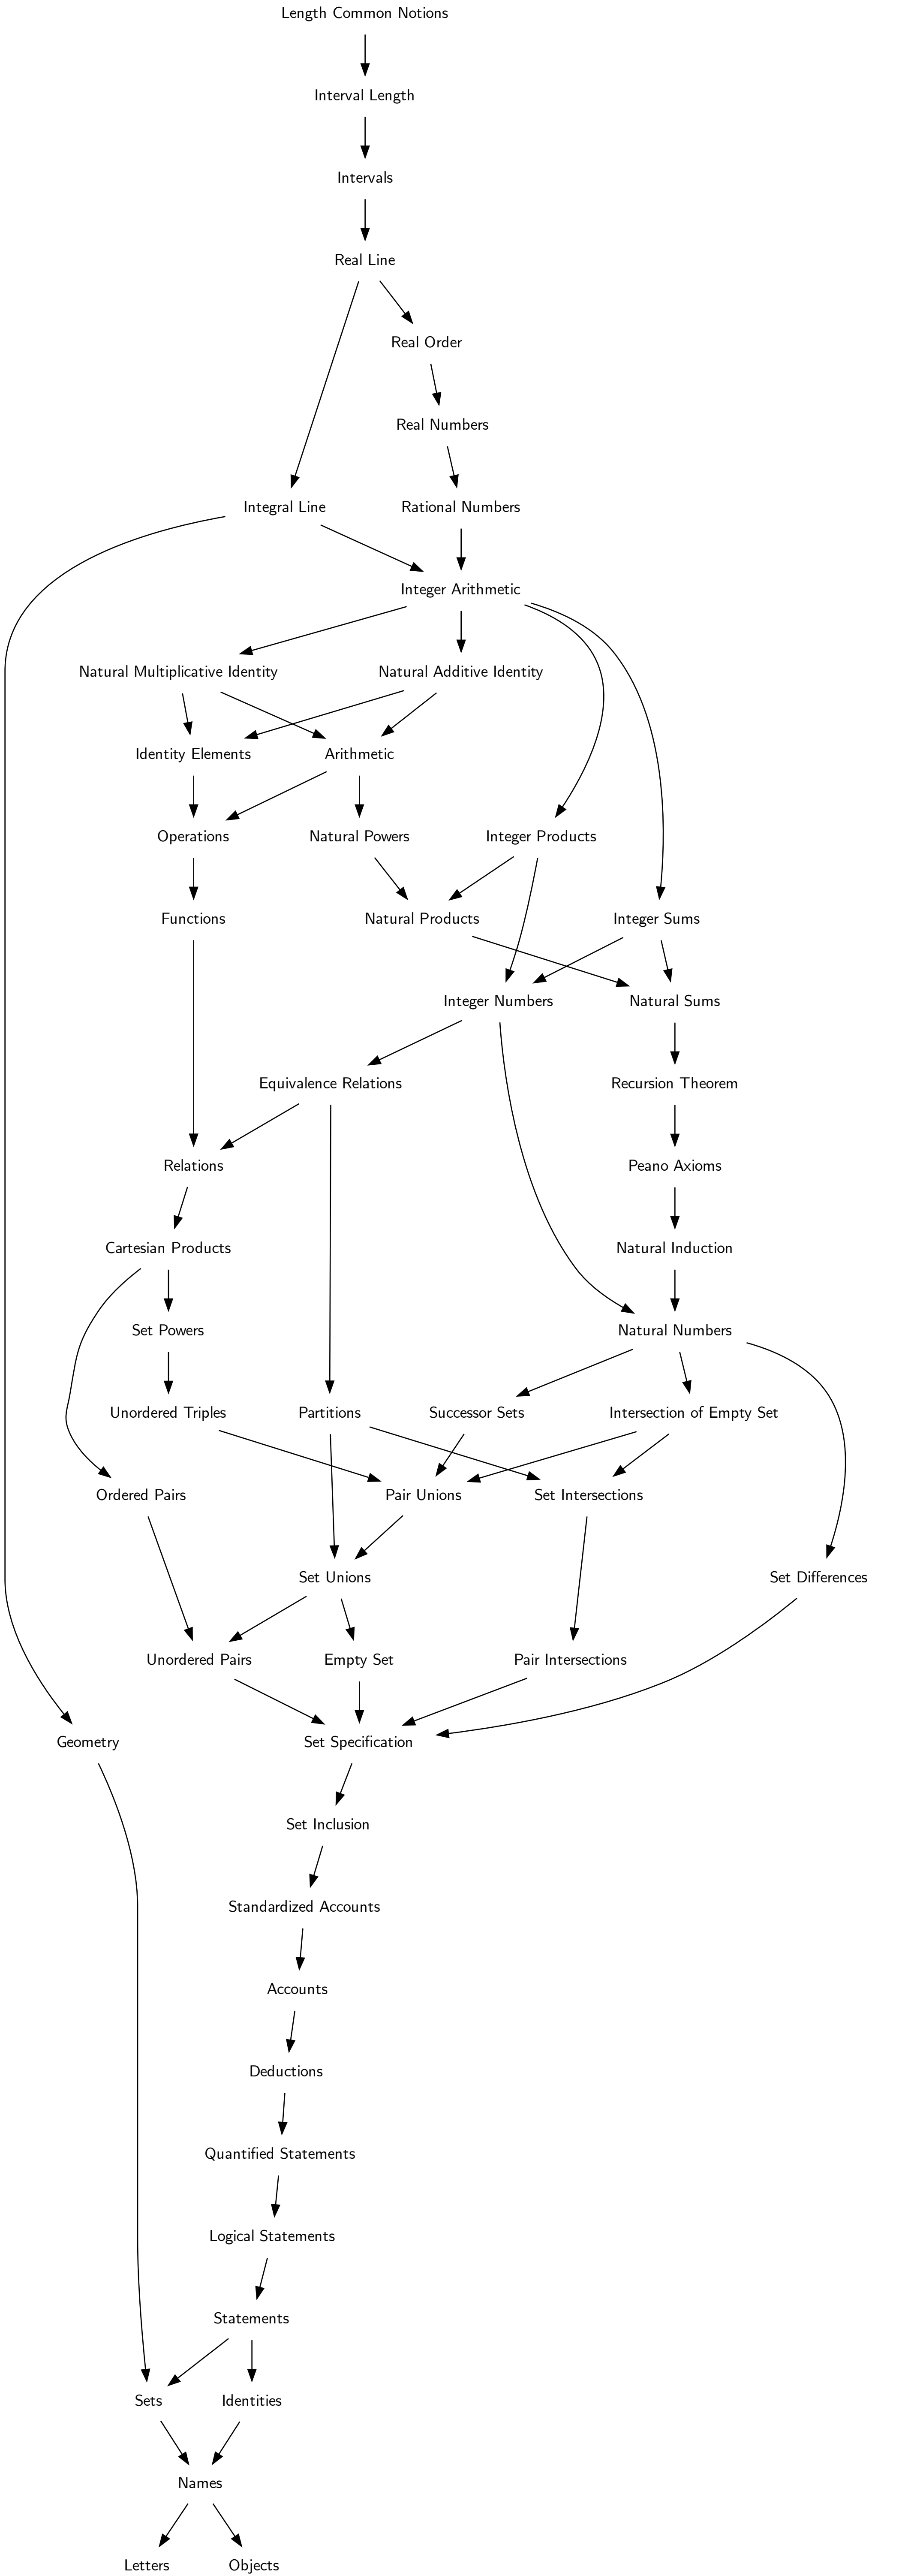 Length Common Notions
Interval Length
Intervals
Real Line
Real Order
Real Numbers
Integral Line
Rational Numbers
Integer Arithmetic
Natural Multiplicative Identity
Natural Additive Identity
Identity Elements
Arithmetic
Operations
Natural Powers
Integer Products
Functions
Natural Products
Integer Sums
Integer Numbers
Natural Sums
Equivalence Relations
Recursion Theorem
Relations
Peano Axioms
Cartesian Products
Natural Induction
Set Powers
Natural Numbers
Unordered Triples
Partitions
Successor Sets
Intersection of Empty Set
Ordered Pairs
Pair Unions
Set Intersections
Set Unions
Set Differences
Unordered Pairs
Empty Set
Pair Intersections
Geometry
Set Specification
Set Inclusion
Standardized Accounts
Accounts
Deductions
Quantified Statements
Logical Statements
Statements
Sets
Identities
Names
Letters
Objects